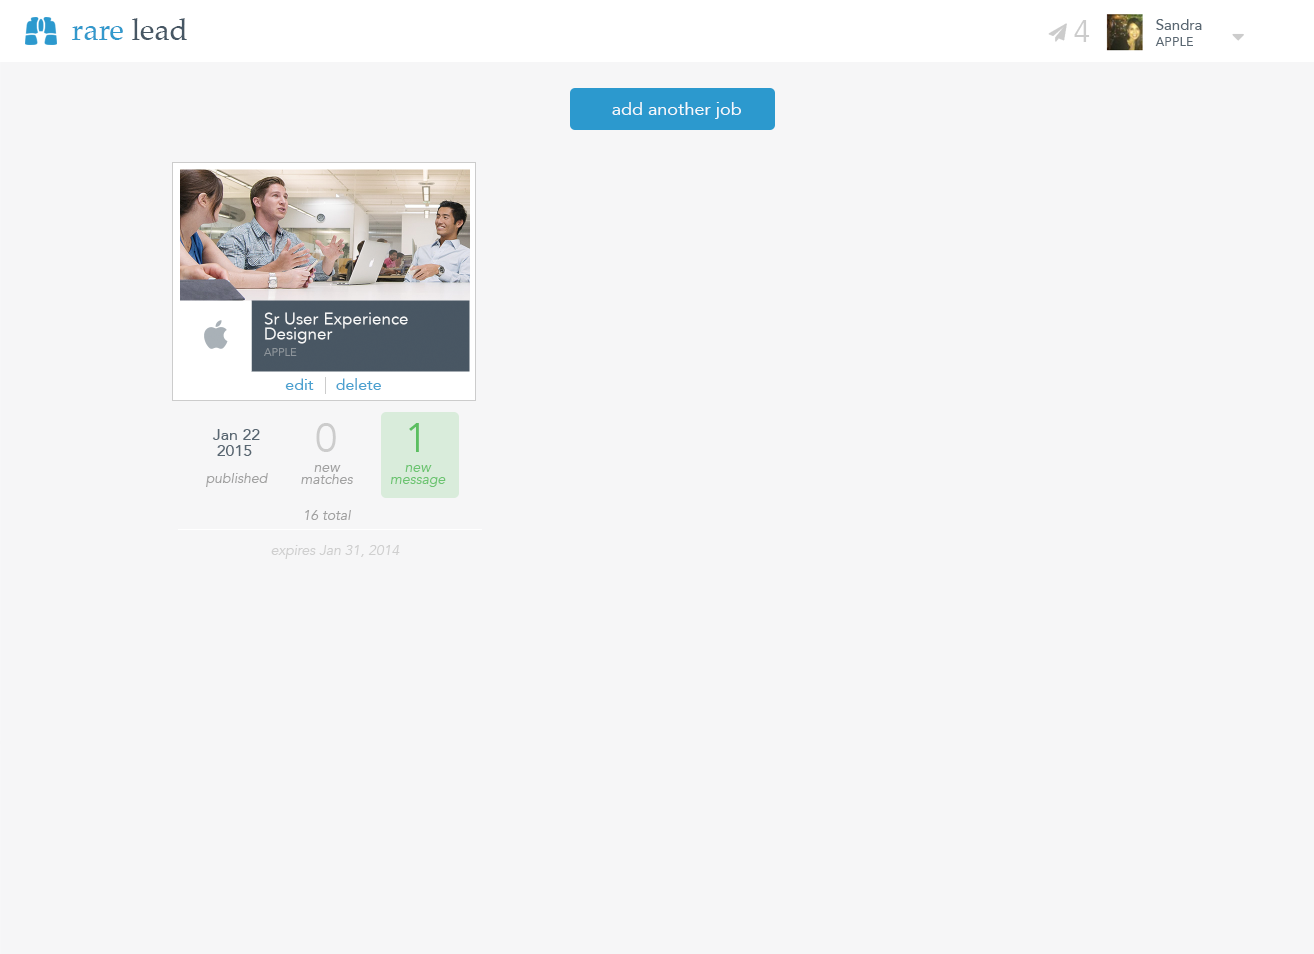 rare lead
4
Sandra
APPLE
add another job
Sr User Experience
Designer
APPLE
edit | delete
Jan 22
2015
published
0
new
matches
16 total
1
new
message
expires Jan 31, 2014